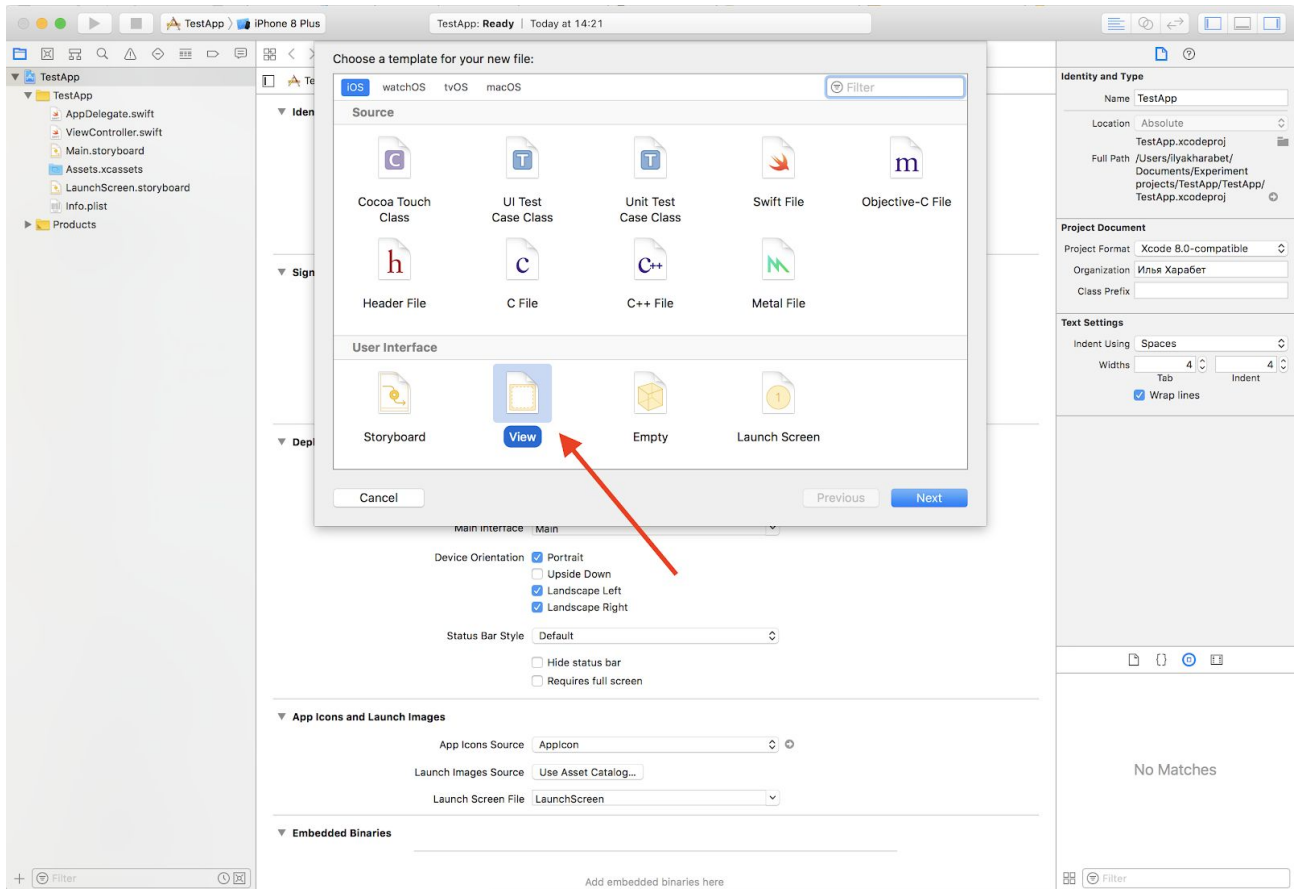 TestApp
iPhone 8 Plus
TestApp: Ready | Today at 14:21
TestApp
TestApp
AppDelegate.swift
ViewController.swift
Main.storyboard
Assets.xcassets
LaunchScreen.storyboard
Info.plist
Products
Filter
Te
Iden
Sign
Depl
Choose a template for your new file:
iOS watchOS tvOS macOS
Filter
Source
C
T
T
m
Cocoa Touch
Class
UI Test
Case Class
Unit Test
Case Class
Swift File
Objective-C File
h
c
C++
Header File
C File
C++ File
Metal File
User Interface
1
Storyboard
View
Empty
Launch Screen
Cancel
Previous
Next
Main Interface Main
Device Orientation Portrait
Upside Down
Landscape Left
Landscape Right
Status Bar Style Default
Hide status bar
Requires full screen
App Icons and Launch Images
App Icons Source AppIcon
Launch Images Source Use Asset Catalog...
Launch Screen File LaunchScreen
Embedded Binaries
Add embedded binaries here
Identity and Type
Name TestApp
Location Absolute
TestApp.xcodeproj
Full Path /Users/ilyakharabet/
Documents/Experiment
projects/TestApp/TestApp/
TestApp.xcodeproj
Project Document
Project Format Xcode 8.0-compatible
Organization Илья Харабет
Class Prefix
Text Settings
Indent Using Spaces
Widths 4 4
Tab Indent
Wrap lines
No Matches
Filter